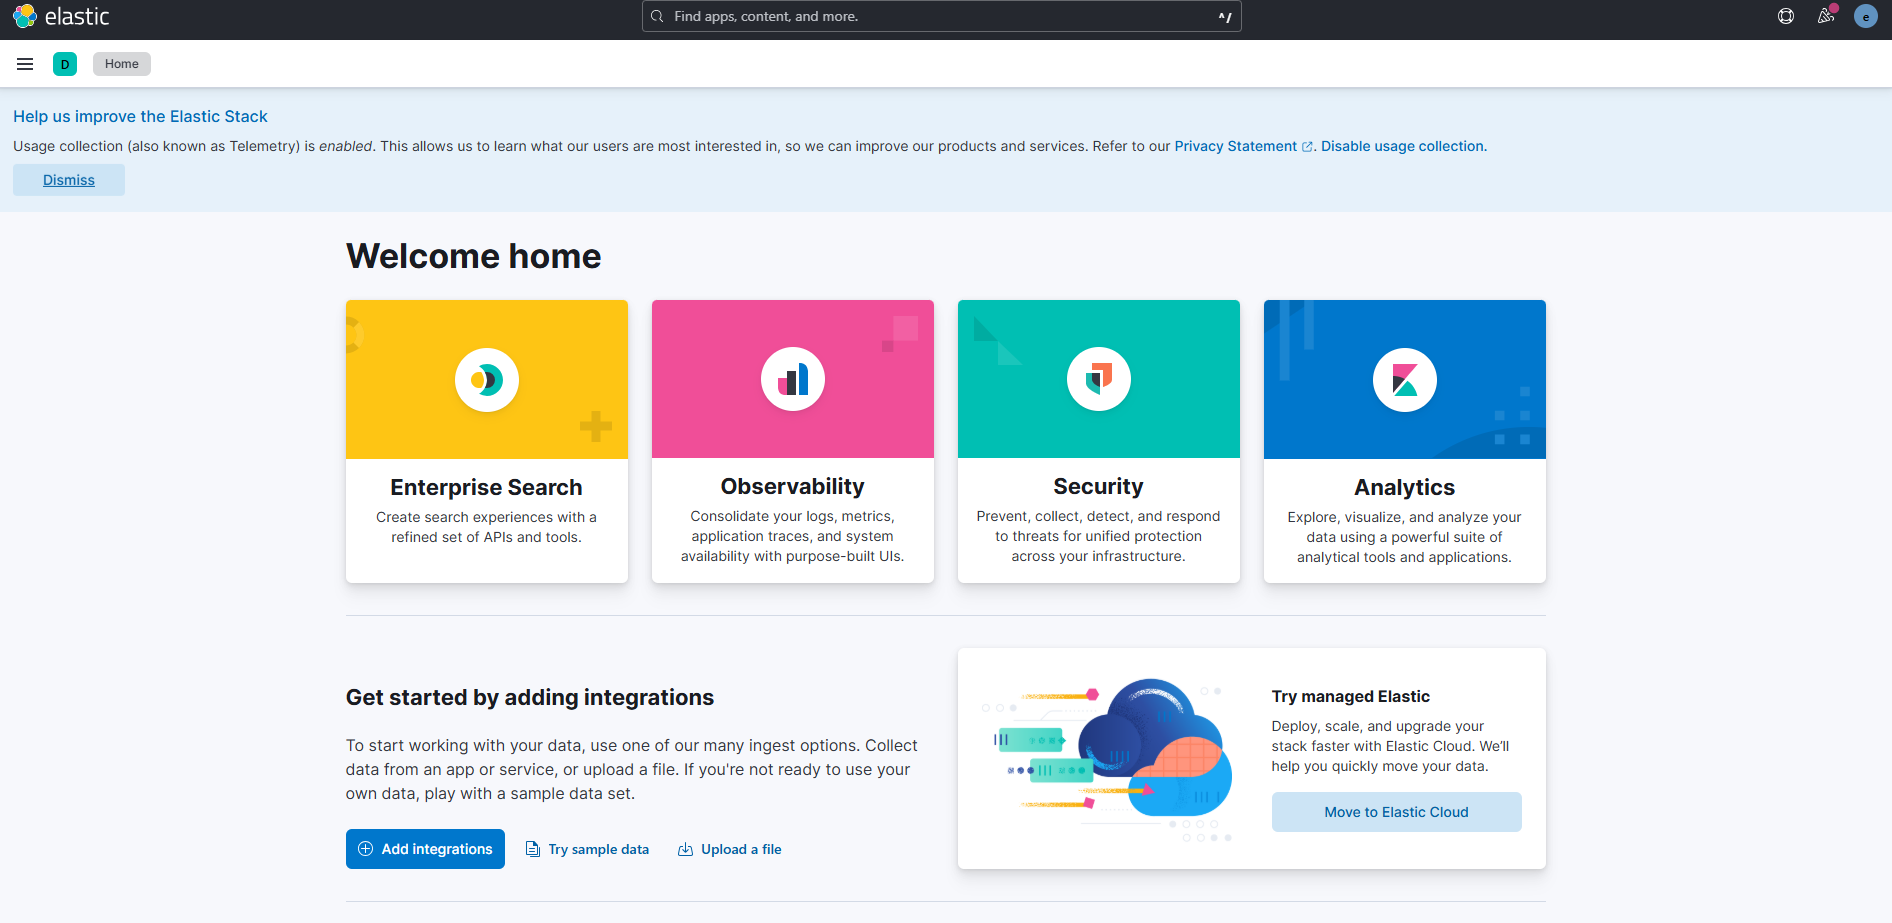 elastic
Find apps, content, and more.
^/
e
D
Home
Help us improve the Elastic Stack
Usage collection (also known as Telemetry) is enabled. This allows us to learn what our users are most interested in, so we can improve our products and services. Refer to our Privacy Statement. Disable usage collection.
Dismiss
Welcome home
Enterprise Search
Create search experiences with a
refined set of APIs and tools.
Observability
Consolidate your logs, metrics,
application traces, and system
availability with purpose-built UIs.
Security
Prevent, collect, detect, and respond
to threats for unified protection
across your infrastructure.
Analytics
Explore, visualize, and analyze your
data using a powerful suite of
analytical tools and applications.
Get started by adding integrations
To start working with your data, use one of our many ingest options. Collect
data from an app or service, or upload a file. If you're not ready to use your
own data, play with a sample data set.
Add integrations
Try sample data
Upload a file
Try managed Elastic
Deploy, scale, and upgrade your
stack faster with Elastic Cloud. We'll
help you quickly move your data.
Move to Elastic Cloud